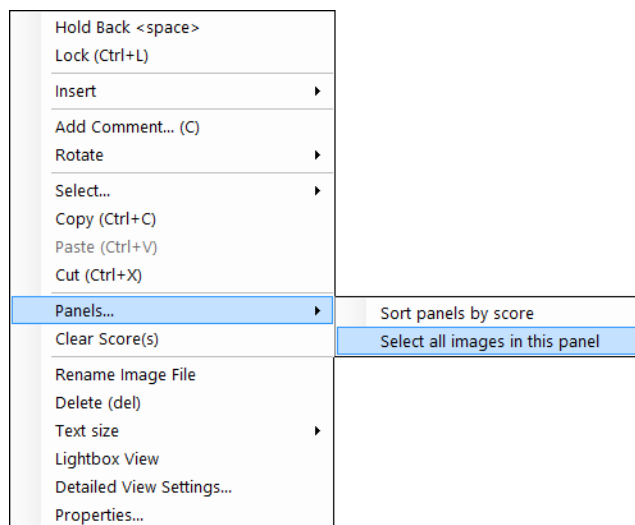 Hold Back <space>
Lock (Ctrl+L)
Insert
Add Comment... (C)
Rotate
Select...
Copy (Ctrl+C)
Paste (Ctrl+V)
Cut (Ctrl+X)
Panels...
Sort panels by score
Clear Score(s)
Select all images in this panel
Rename Image File
Delete (del)
Text size
Lightbox View
Detailed View Settings...
Properties...